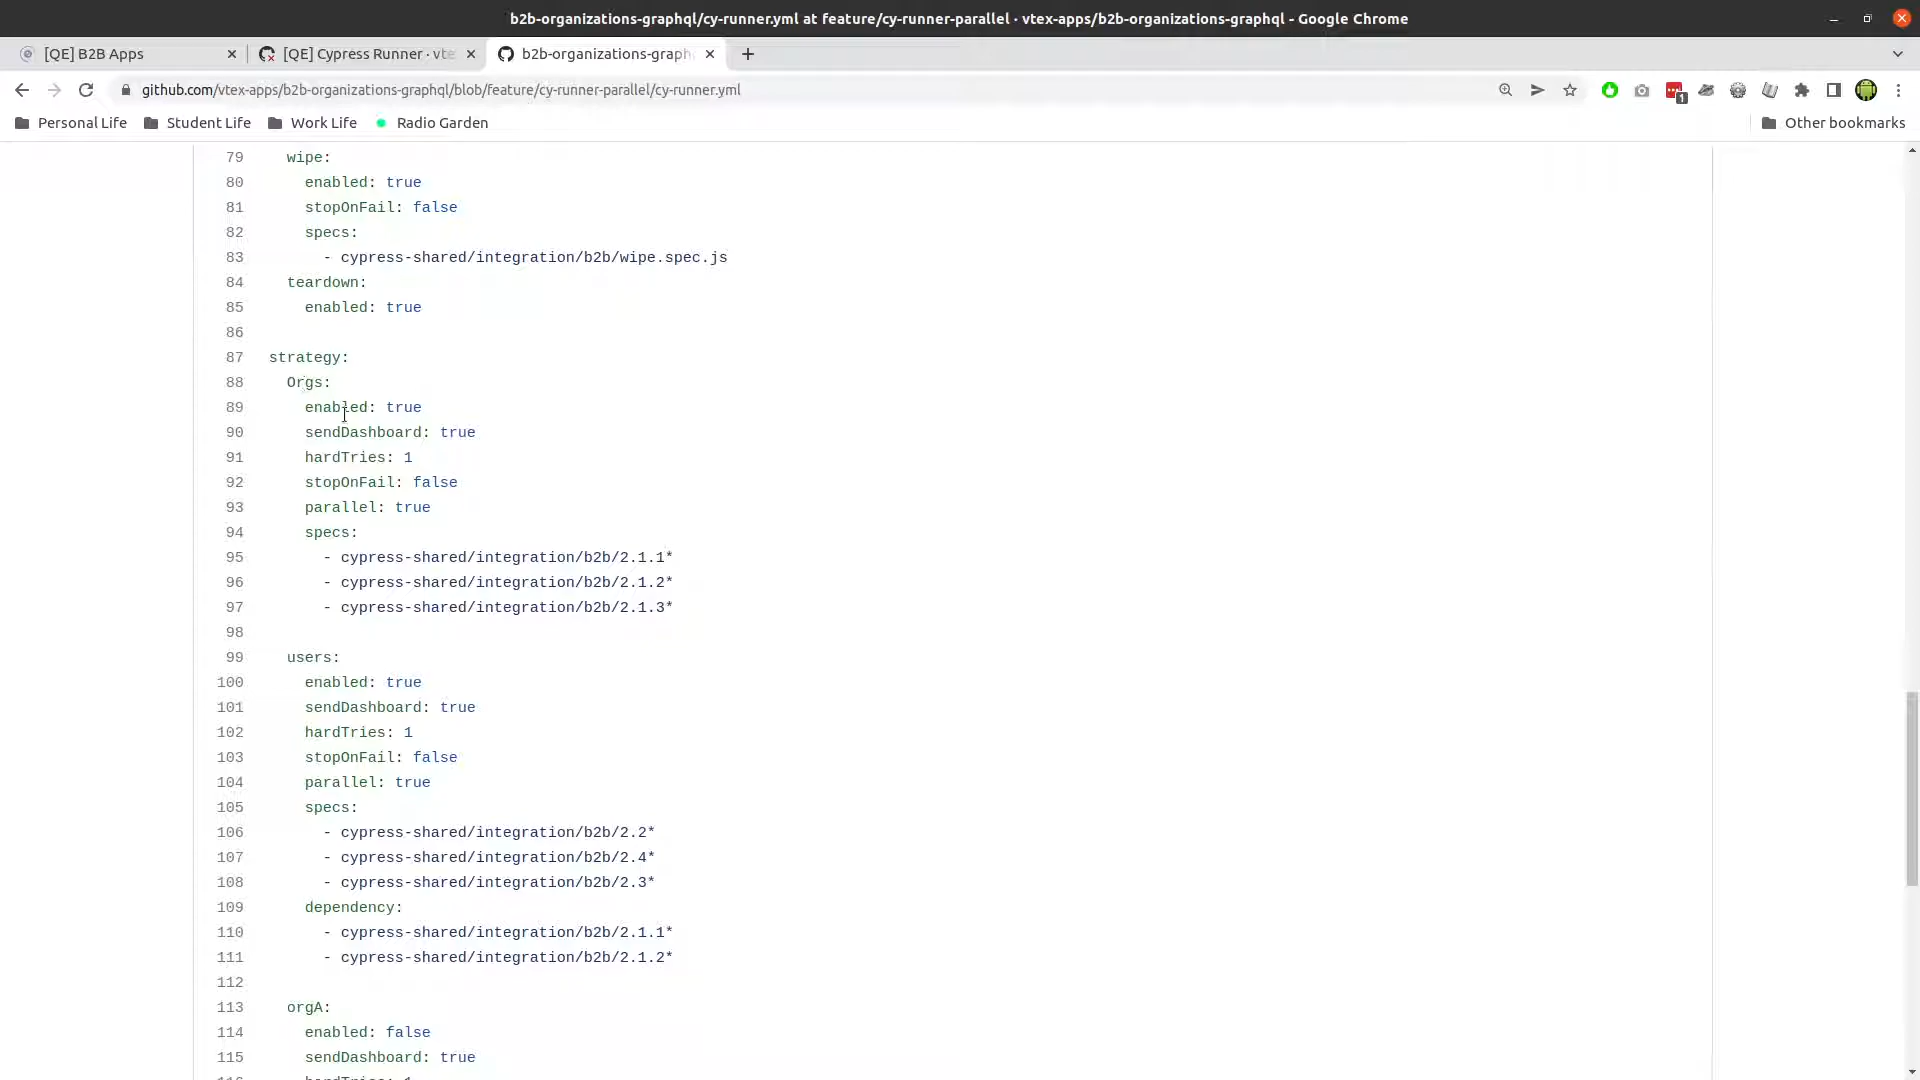 b2b-organizations-graphql/cy-runner.yml at feature/cy-runner-parallel · vtex-apps/b2b-organizations-graphql - Google Chrome
[QE] B2B Apps
[QE] Cypress Runner · vte
b2b-organizations-graph
github.com/vtex-apps/b2b-organizations-graphql/blob/feature/cy-runner-parallel/cy-runner.yml
1
Personal Life
Student Life
Work Life
Radio Garden
Other bookmarks
79 wipe:
80 enabled: true
81 stopOnFail: false
82 specs:
83 - cypress-shared/integration/b2b/wipe.spec.js
84 teardown:
85 enabled: true
86
87 strategy:
88 Orgs:
89 enabled: true
90 sendDashboard: true
91 hardTries: 1
92 stopOnFail: false
93 parallel: true
94 specs:
95 - cypress-shared/integration/b2b/2.1.1*
96 - cypress-shared/integration/b2b/2.1.2*
97 - cypress-shared/integration/b2b/2.1.3*
98
99 users:
100 enabled: true
101 sendDashboard: true
102 hardTries: 1
103 stopOnFail: false
104 parallel: true
105 specs:
106 - cypress-shared/integration/b2b/2.2*
107 - cypress-shared/integration/b2b/2.4*
108 - cypress-shared/integration/b2b/2.3*
109 dependency:
110 - cypress-shared/integration/b2b/2.1.1*
111 - cypress-shared/integration/b2b/2.1.2*
112
113 orgA:
114 enabled: false
115 sendDashboard: true
116 hardTries: 1